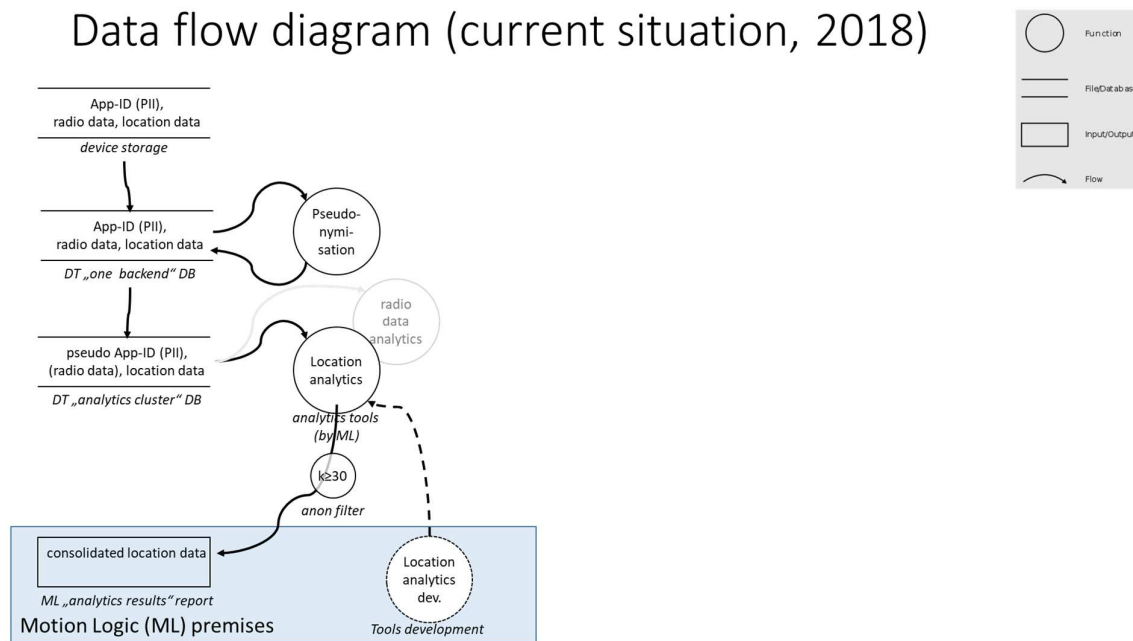 Data flow diagram (current situation, 2018)
Function
File/Databas
Input/Output
Flow
App-ID (PII),
radio data, location data
device storage
App-ID (PII),
radio data, location data
DT „one backend“ DB
Pseudo-
nymi-
sation
radio
data
analytics
pseudo App-ID (PII),
(radio data), location data
DT „analytics cluster“ DB
Location
analytics
analytics tools
(by ML)
k≥30
anon filter
consolidated location data
ML „analytics results“ report
Motion Logic (ML) premises
Location
analytics
dev.
Tools development